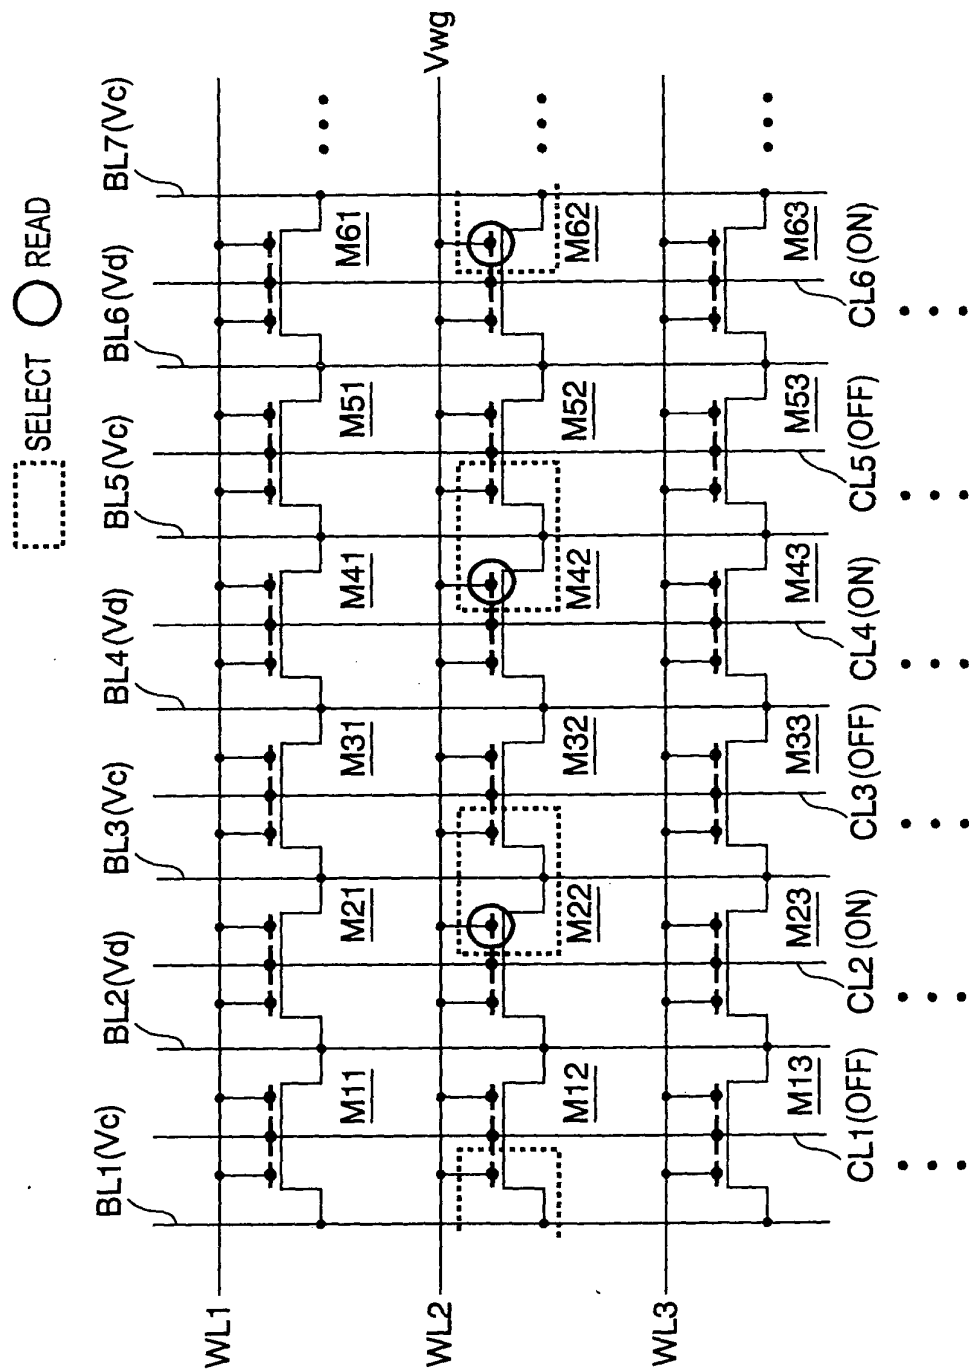 SELECT READ
BL1(Vc) BL2(Vd) BL3(Vc) BL4(Vd) BL5(Vc) BL6(Vd) BL7(Vc)
WL1
M11 M21 M31 M41 M51 M61
WL2 Vwg
M12 M22 M32 M42 M52 M62
WL3
M13 M23 M33 M43 M53 M63
CL1(OFF) CL2(ON) CL3(OFF) CL4(ON) CL5(OFF) CL6(ON)